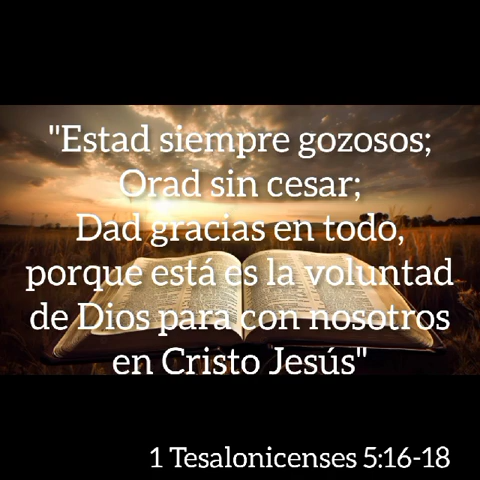 "Estad siempre gozosos;
Orad sin cesar;
Dad gracias en todo,
porque está es la voluntad
de Dios para con nosotros
en Cristo Jesús"
1 Tesalonicenses 5:16-18